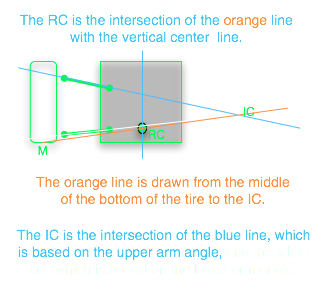 The RC is the intersection of the orange line
with the vertical center line.
IC
RC
M
The orange line is drawn from the middle
of the bottom of the tire to the IC.
The IC is the intersection of the blue line, which
is based on the upper arm angle,